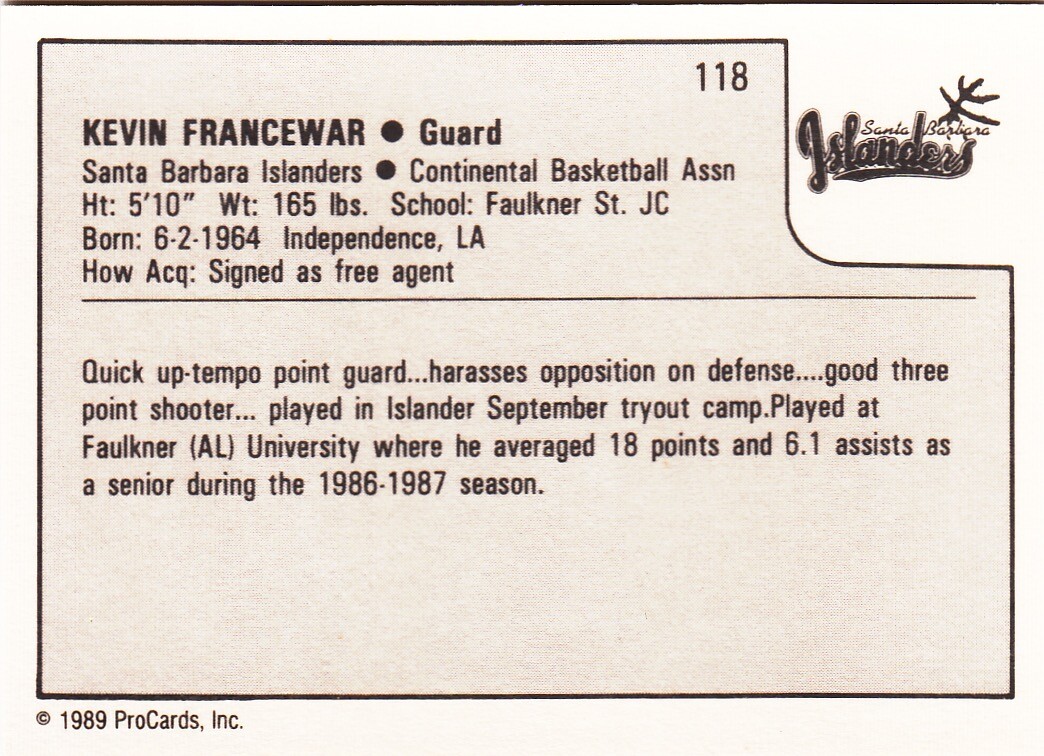 118
Santa Barbara
Islanders
KEVIN FRANCEWAR ● Guard
Santa Barbara Islanders ● Continental Basketball Assn
Ht: 5'10" Wt: 165 lbs. School: Faulkner St. JC
Born: 6-2-1964 Independence, LA
How Acq: Signed as free agent
Quick up-tempo point guard...harasses opposition on defense....good three
point shooter... played in Islander September tryout camp.Played at
Faulkner (AL) University where he averaged 18 points and 6.1 assists as
a senior during the 1986-1987 season.
© 1989 ProCards, Inc.